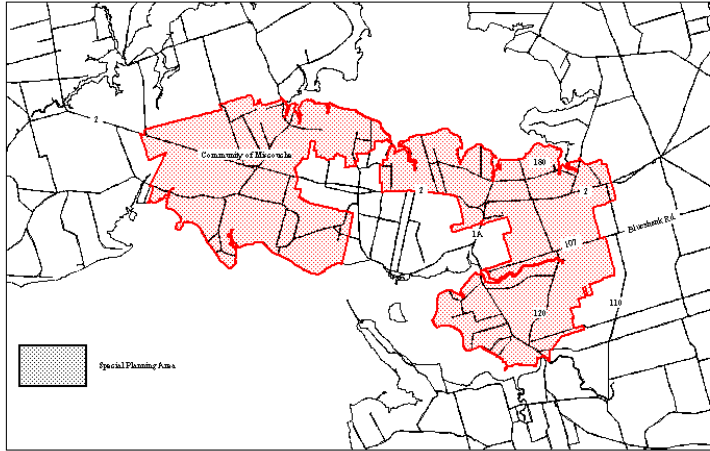 2
180
Community of Miscouche
2
2
Blueshank Rd.
1A
107
110
120
Special Planning Area